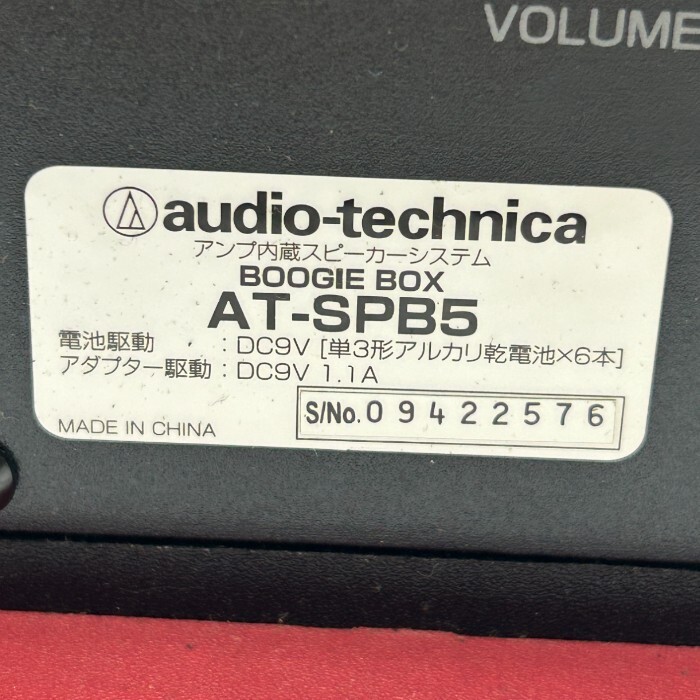 VOLUME
audio-technica
アンプ内蔵スピーカーシステム
BOOGIE BOX
AT-SPB5
電池駆動 : DC9V [単3形アルカリ乾電池×6本]
アダプター駆動 : DC9V 1.1A
MADE IN CHINA
S/No. 09422576